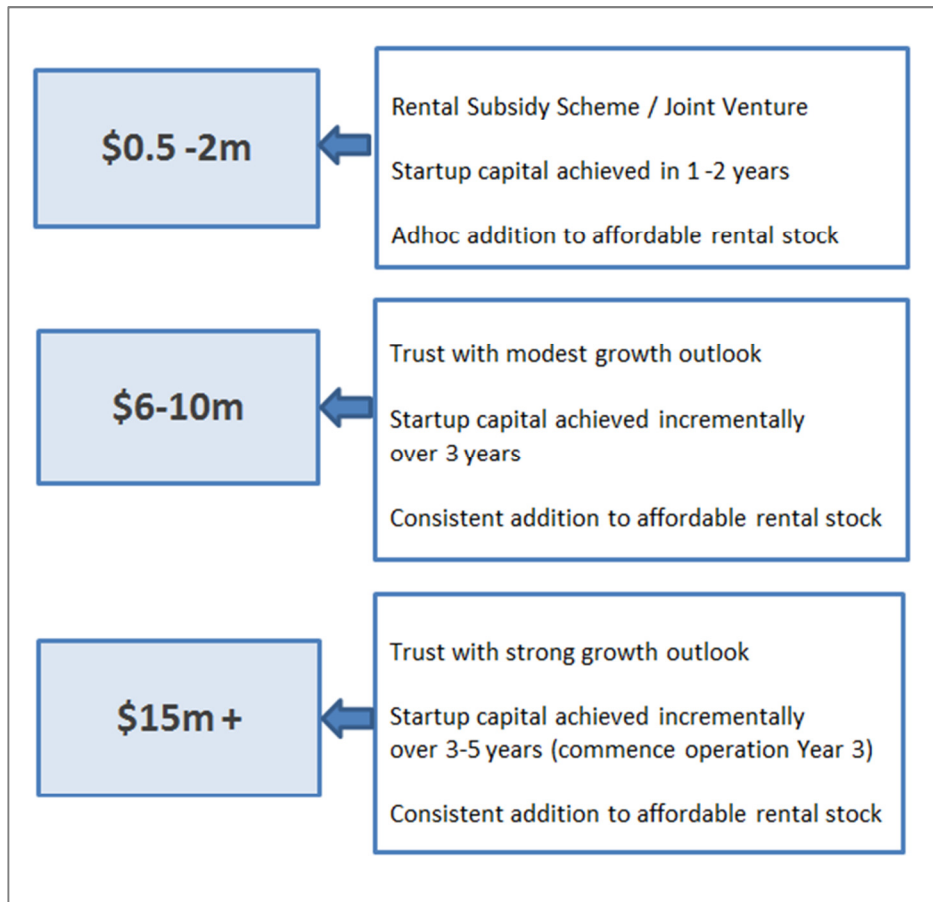 $0.5 -2m
Rental Subsidy Scheme / Joint Venture
Startup capital achieved in 1 -2 years
Adhoc addition to affordable rental stock
$6-10m
Trust with modest growth outlook
Startup capital achieved incrementally
over 3 years
Consistent addition to affordable rental stock
$15m +
Trust with strong growth outlook
Startup capital achieved incrementally
over 3-5 years (commence operation Year 3)
Consistent addition to affordable rental stock